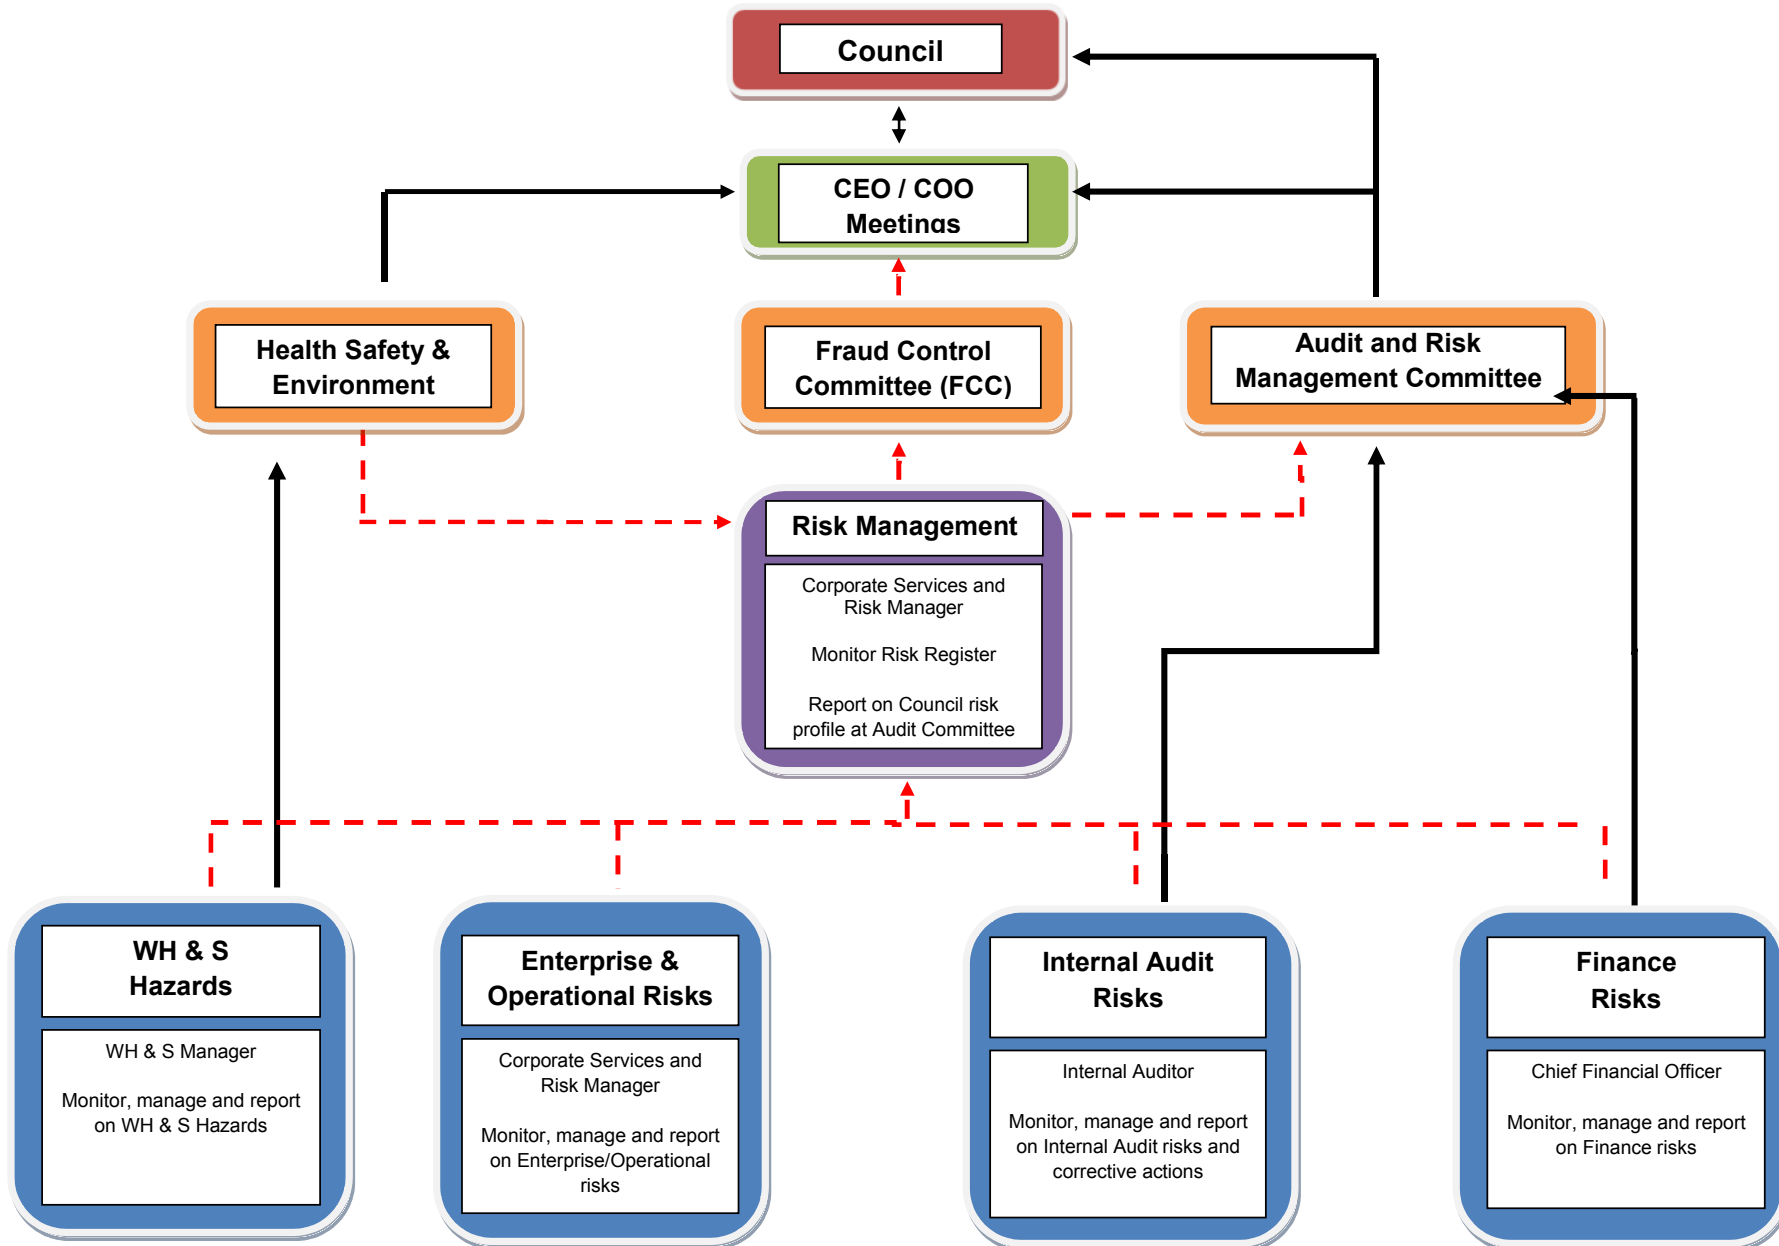 Council
CEO / COO
Meetings
Health Safety &
Environment
Fraud Control
Committee (FCC)
Audit and Risk
Management Committee
Risk Management
Corporate Services and
Risk Manager
Monitor Risk Register
Report on Council risk
profile at Audit Committee
WH & S
Hazards
WH & S Manager
Monitor, manage and report
on WH & S Hazards
Enterprise &
Operational Risks
Corporate Services and
Risk Manager
Monitor, manage and report
on Enterprise/Operational
risks
Internal Audit
Risks
Internal Auditor
Monitor, manage and report
on Internal Audit risks and
corrective actions
Finance
Risks
Chief Financial Officer
Monitor, manage and report
on Finance risks